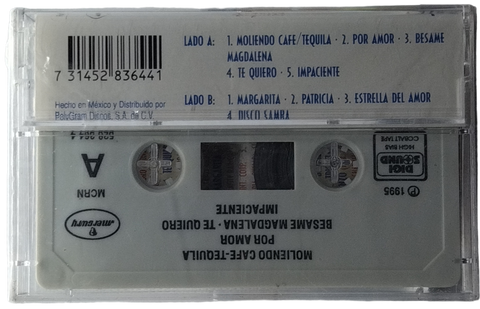 LADO A: 1. MOLIENDO CAFE/TEQUILA · 2. POR AMOR · 3. BESAME
MAGDALENA
4. TE QUIERO · 5. IMPACIENTE
7 31452 836441
LADO B: 1. MARGARITA · 2. PATRICIA · 3. ESTRELLA DEL AMOR
4. DISCO SAMBA
Hecho en México y Distribuido por
PolyGram Discos, S.A. de C.V.
A
MCRN
mercury
DIGI
SOUND
HIGH BIAS
COBALT TAPE
℗ 1995
MOLIENDO CAFE-TEQUILA
POR AMOR
BESAME MAGDALENA · TE QUIERO
IMPACIENTE